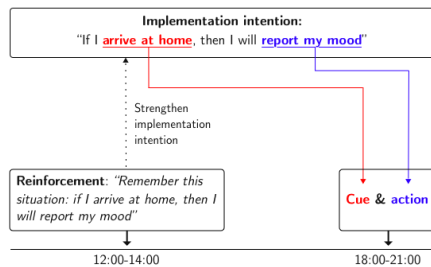 Implementation intention:
“If I arrive at home, then I will report my mood”
Strengthen
implementation
intention
Reinforcement: “Remember this
situation: if I arrive at home, then I
will report my mood”
Cue & action
12:00-14:00
18:00-21:00